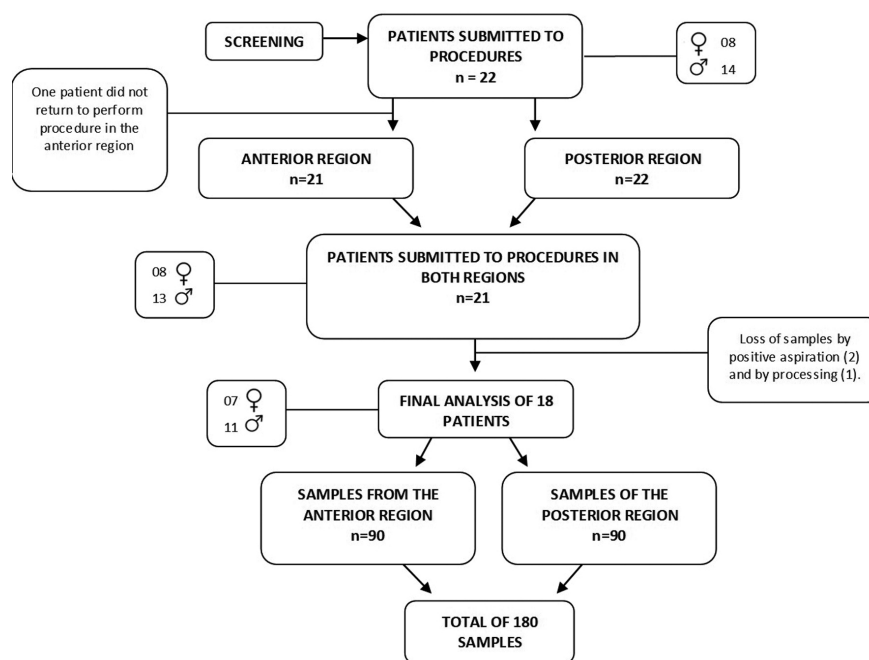 SCREENING
PATIENTS SUBMITTED TO
PROCEDURES
n = 22
♀ 08
♂ 14
One patient did not
return to perform
procedure in the
anterior region
ANTERIOR REGION
n=21
POSTERIOR REGION
n=22
PATIENTS SUBMITTED TO PROCEDURES IN
BOTH REGIONS
n=21
08 ♀
13 ♂
Loss of samples by
positive aspiration (2)
and by processing (1).
07 ♀
11 ♂
FINAL ANALYSIS OF 18
PATIENTS
SAMPLES FROM THE
ANTERIOR REGION
n=90
SAMPLES OF THE
POSTERIOR REGION
n=90
TOTAL OF 180
SAMPLES